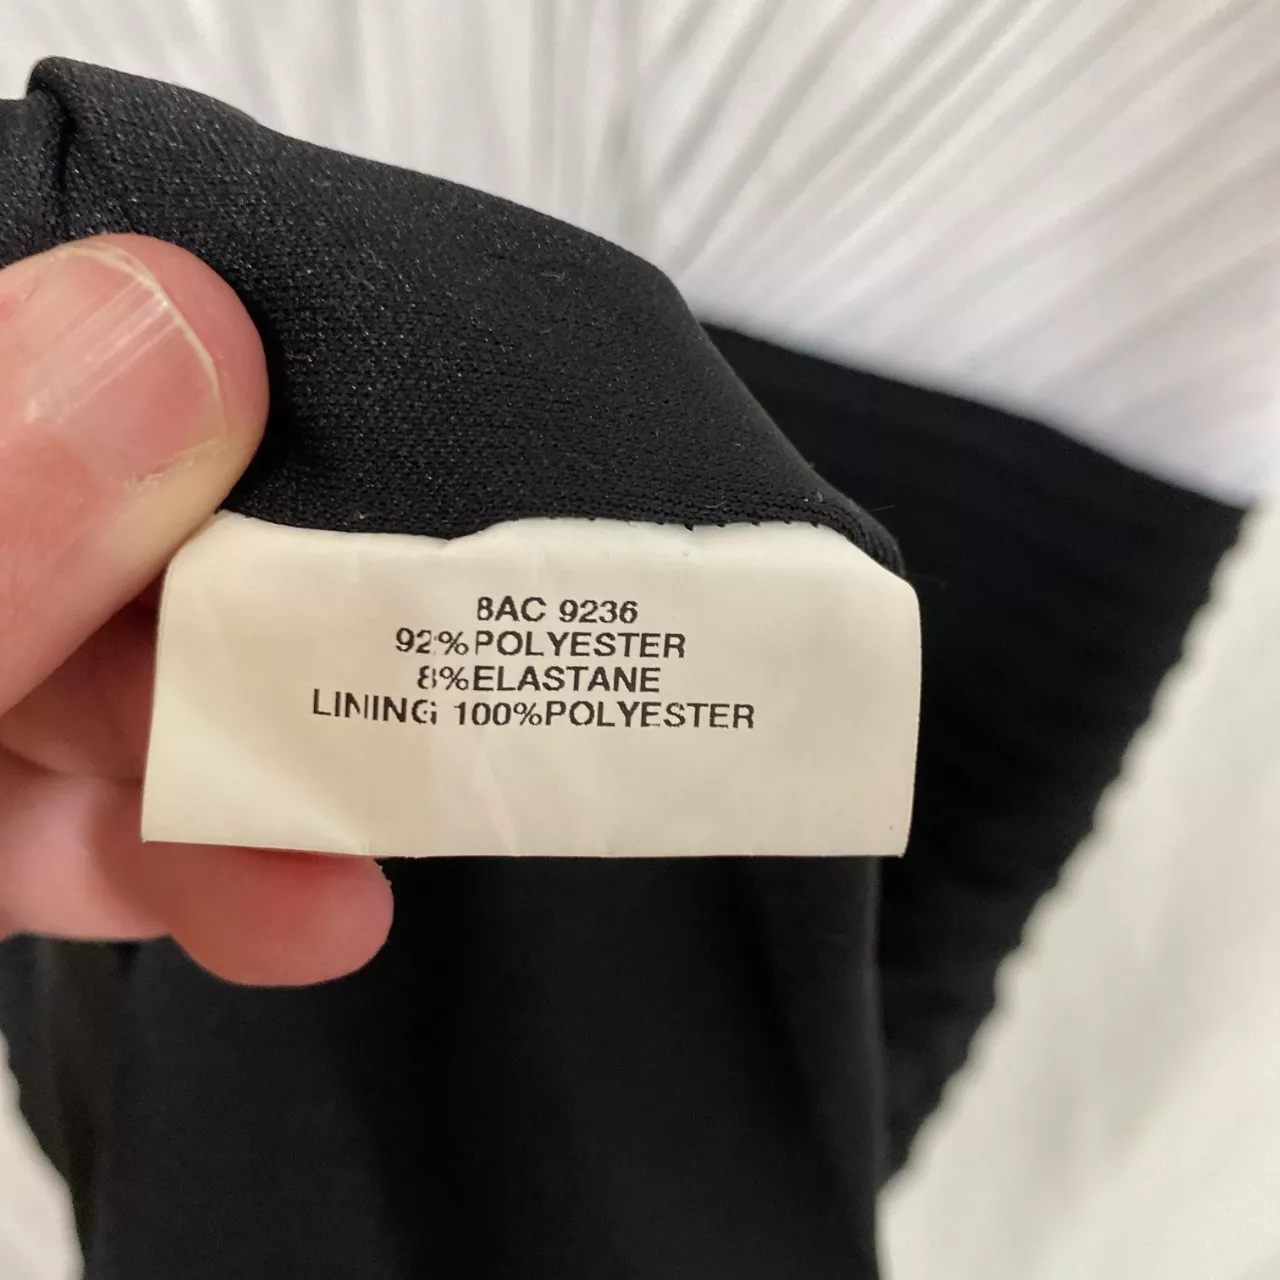 8AC 9236
92%POLYESTER
8%ELASTANE
LINING 100%POLYESTER